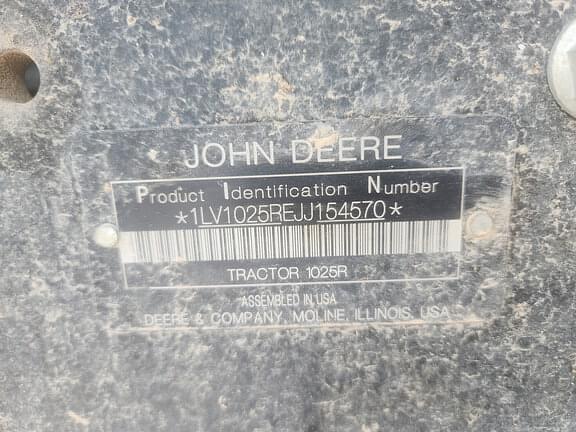 JOHN DEERE
Product Identification Number
*1LV1025REJJ154570*
TRACTOR 1025R
ASSEMBLED IN USA
DEERE & COMPANY, MOLINE, ILLINOIS, USA